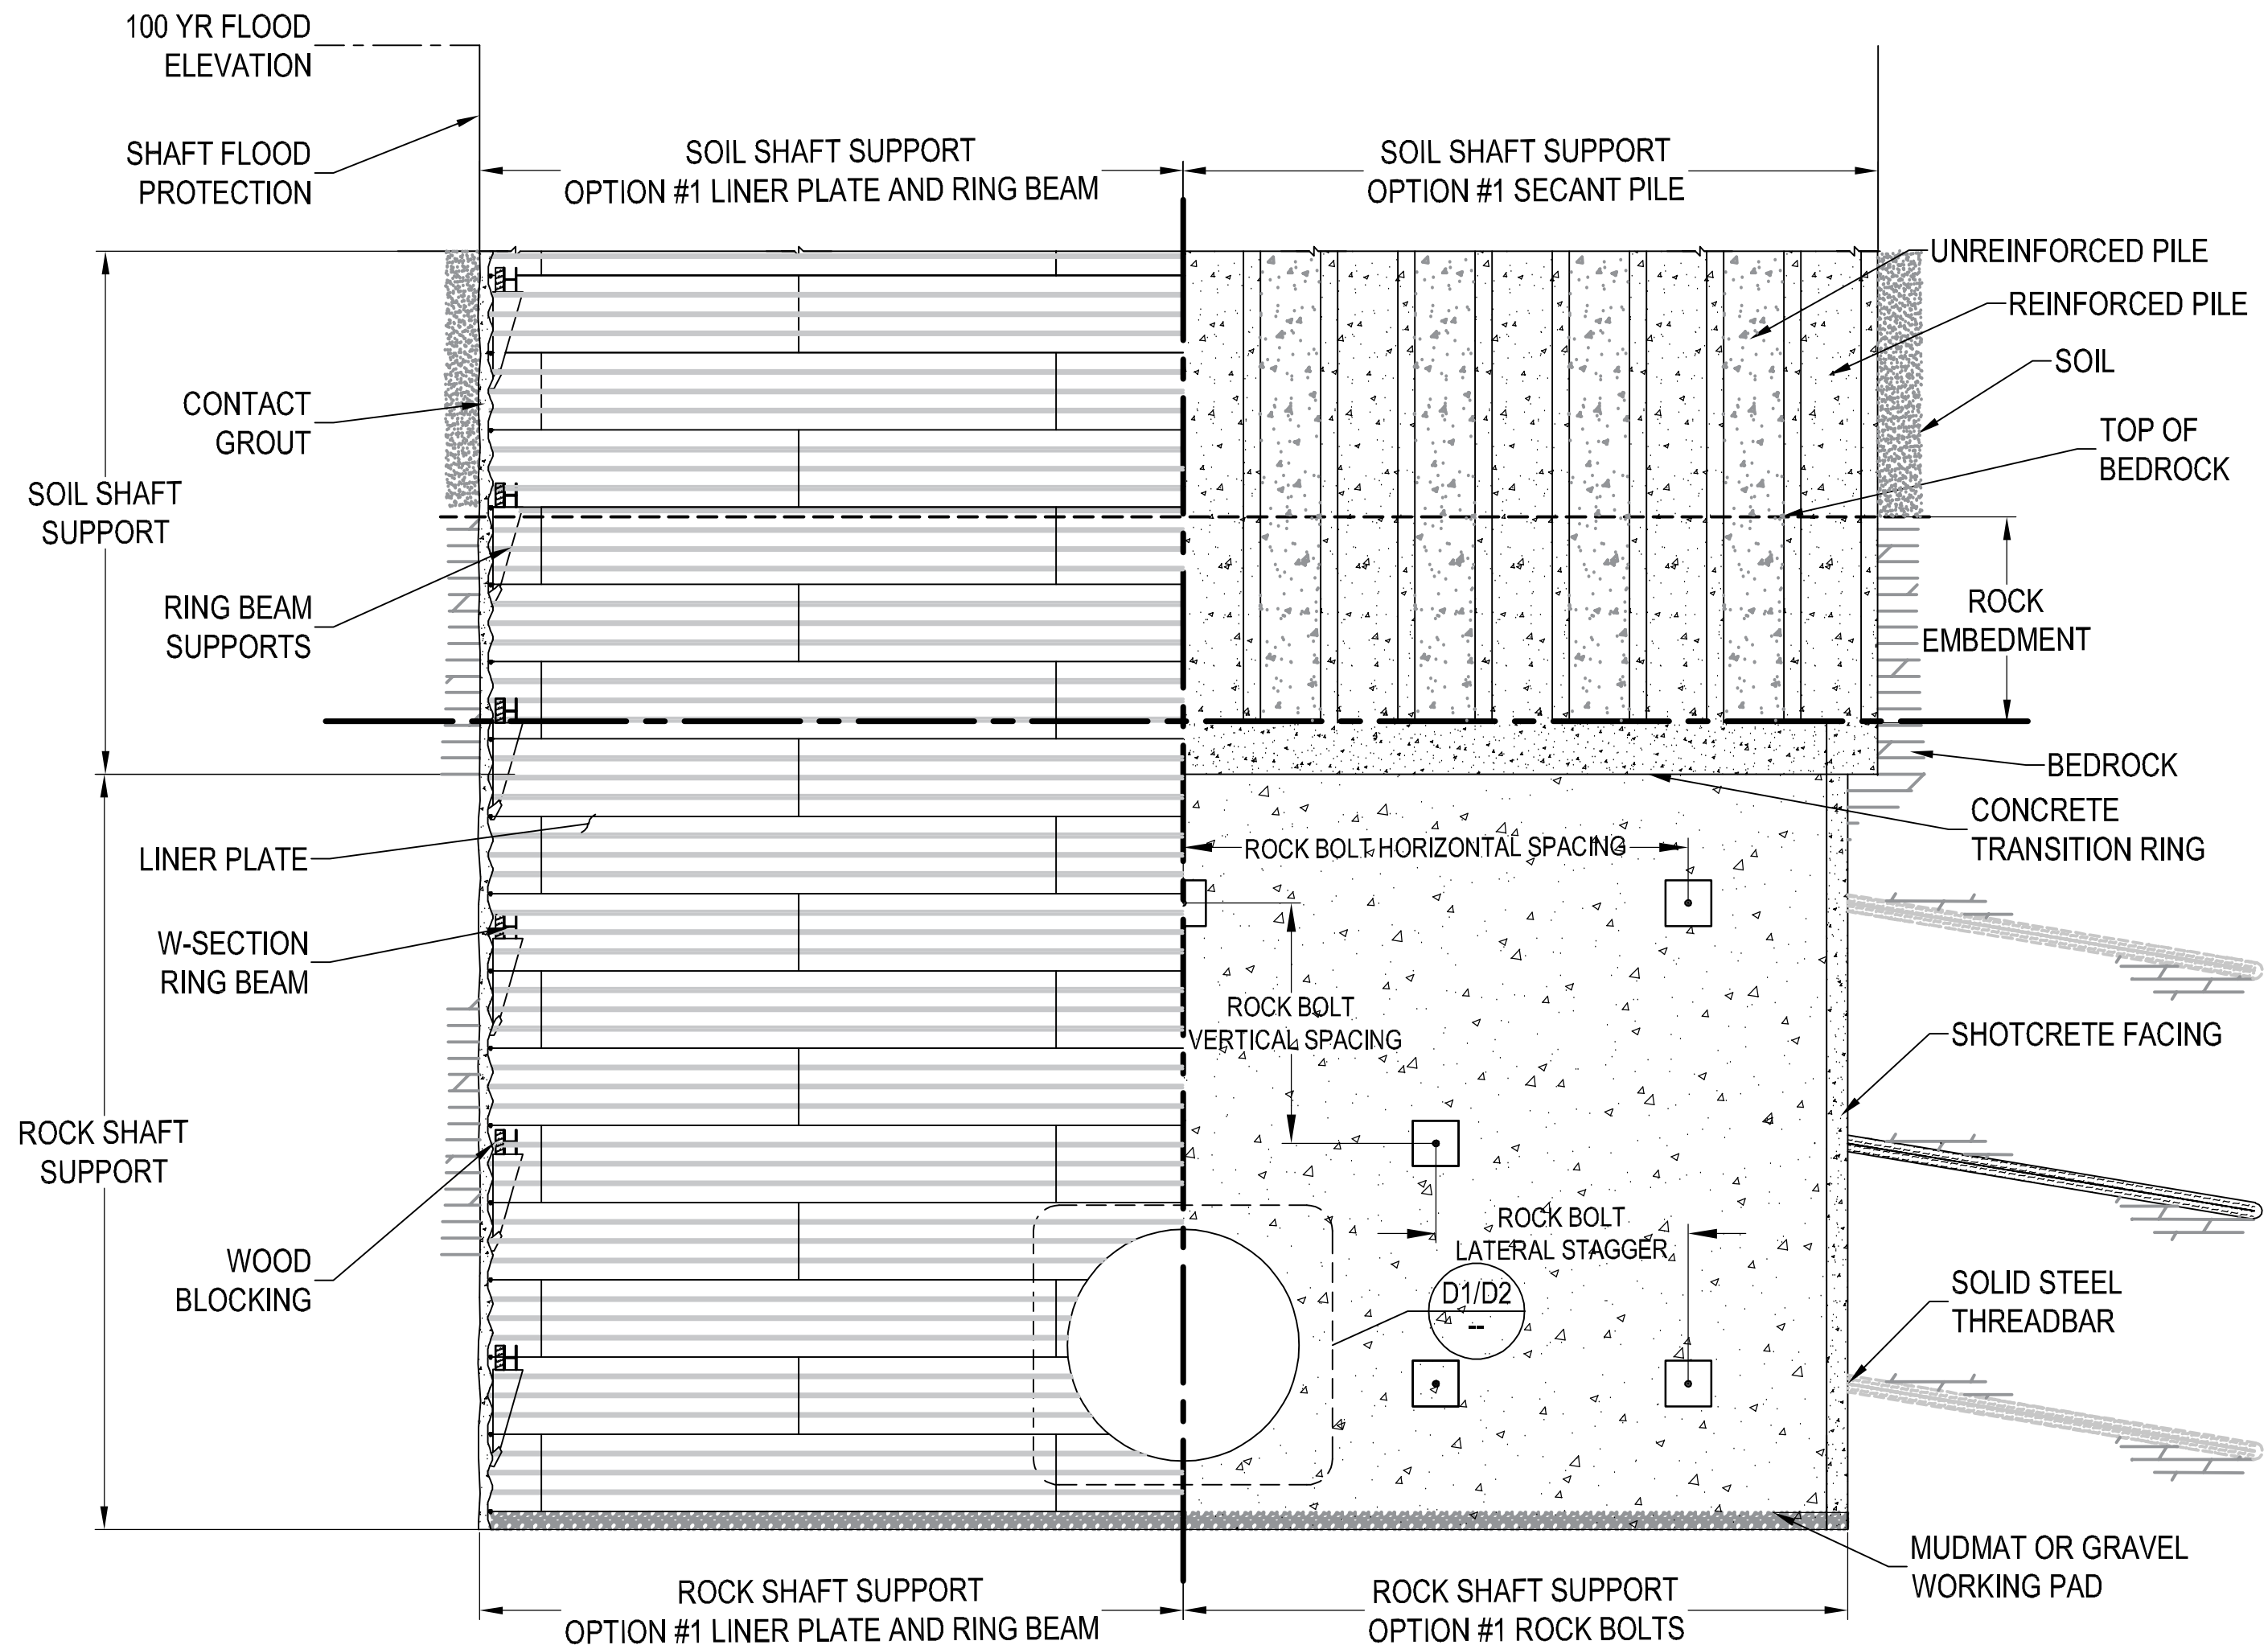 100 YR FLOOD
ELEVATION
SHAFT FLOOD
PROTECTION
SOIL SHAFT SUPPORT
OPTION #1 LINER PLATE AND RING BEAM
SOIL SHAFT SUPPORT
OPTION #1 SECANT PILE
UNREINFORCED PILE
REINFORCED PILE
SOIL
TOP OF
BEDROCK
CONTACT
GROUT
SOIL SHAFT
SUPPORT
RING BEAM
SUPPORTS
ROCK
EMBEDMENT
BEDROCK
CONCRETE
TRANSITION RING
LINER PLATE
ROCK BOLT HORIZONTAL SPACING
W-SECTION
RING BEAM
ROCK BOLT
VERTICAL SPACING
SHOTCRETE FACING
ROCK SHAFT
SUPPORT
WOOD
BLOCKING
ROCK BOLT
LATERAL STAGGER
D1/D2
--
SOLID STEEL
THREADBAR
MUDMAT OR GRAVEL
WORKING PAD
ROCK SHAFT SUPPORT
OPTION #1 LINER PLATE AND RING BEAM
ROCK SHAFT SUPPORT
OPTION #1 ROCK BOLTS